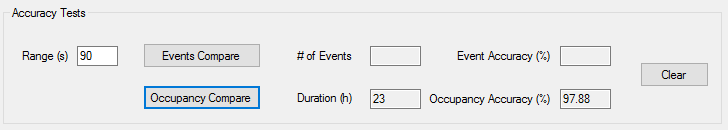 Accuracy Tests
Range (s) 90 Events Compare # of Events Event Accuracy (%)
Clear
Occupancy Compare Duration (h) 23 Occupancy Accuracy (%) 97.88